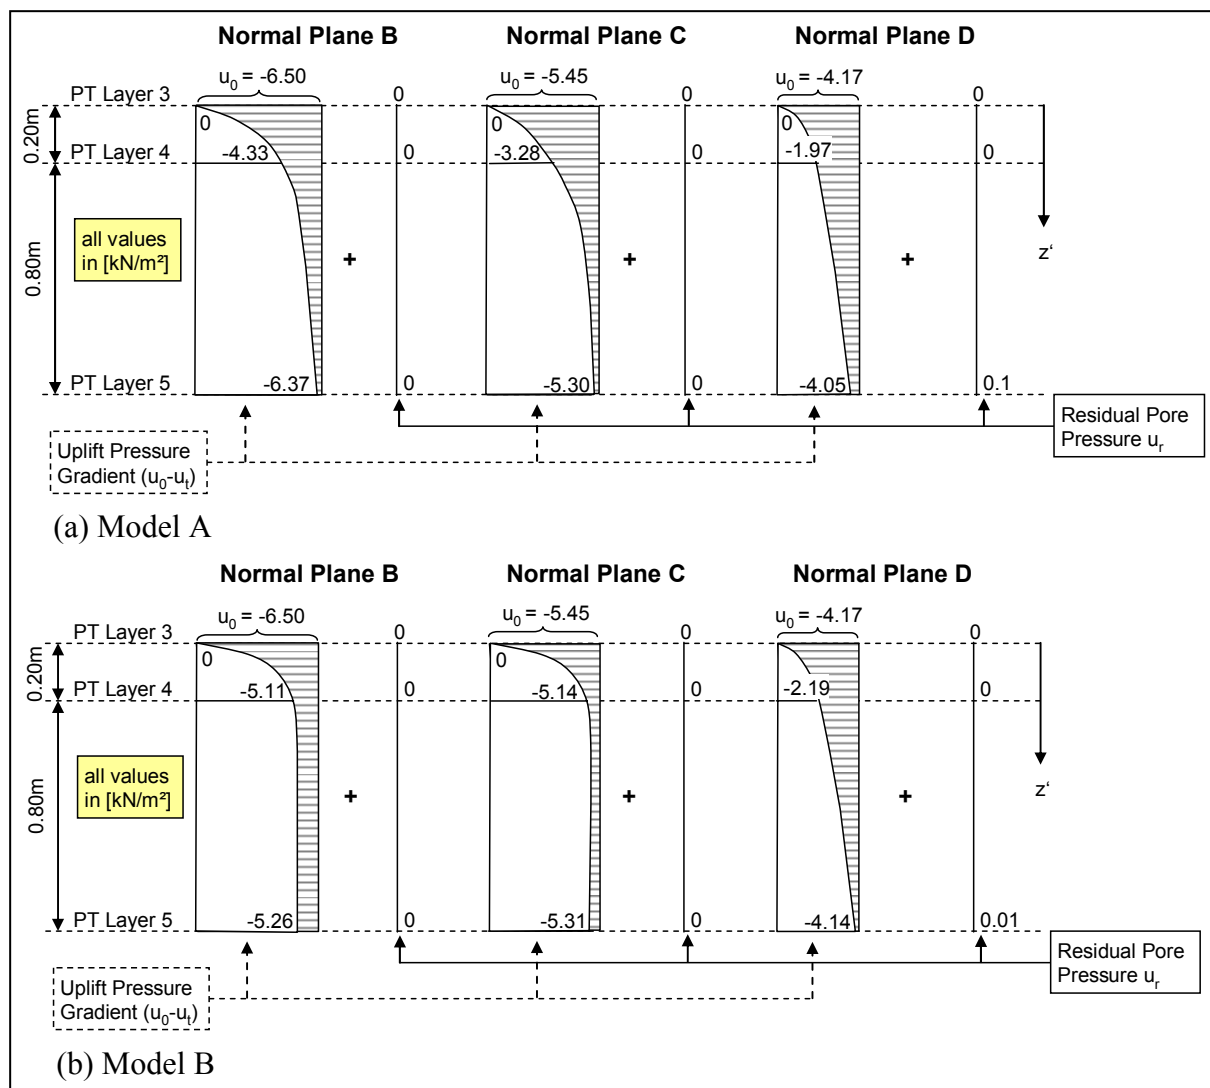 Normal Plane B Normal Plane C Normal Plane D
u₀ = -6.50 u₀ = -5.45 u₀ = -4.17
PT Layer 3 0 0 0
0 0 0
0.20m
PT Layer 4 -4.33 0 -3.28 0 -1.97 0
all values
in [kN/m²]
0.80m
+ + +
z‘
PT Layer 5 -6.37 0 -5.30 0 -4.05 0.1
Uplift Pressure
Gradient (u₀-uₜ)
Residual Pore
Pressure uᵣ
(a) Model A
Normal Plane B Normal Plane C Normal Plane D
u₀ = -6.50 u₀ = -5.45 u₀ = -4.17
PT Layer 3 0 0 0
0 0 0
0.20m
PT Layer 4 -5.11 0 -5.14 0 -2.19 0
all values
in [kN/m²]
0.80m
+ + +
z‘
PT Layer 5 -5.26 0 -5.31 0 -4.14 0.01
Uplift Pressure
Gradient (u₀-uₜ)
Residual Pore
Pressure uᵣ
(b) Model B